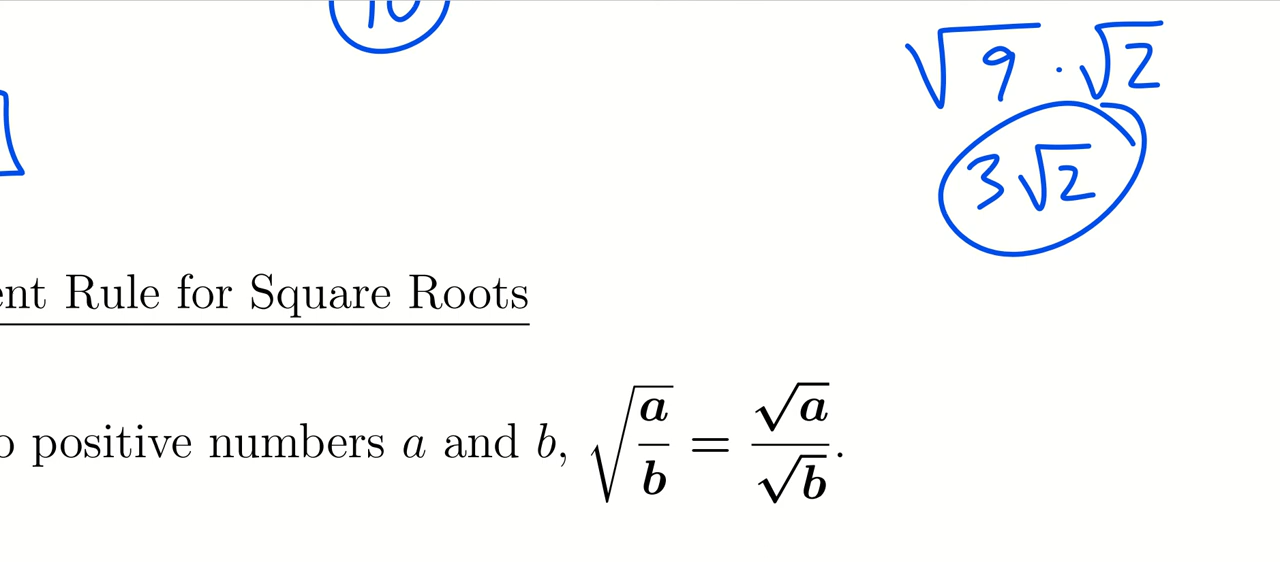 10
√9 · √2
3√2
ent Rule for Square Roots
o positive numbers a and b, √(a/b) = √a/√b.